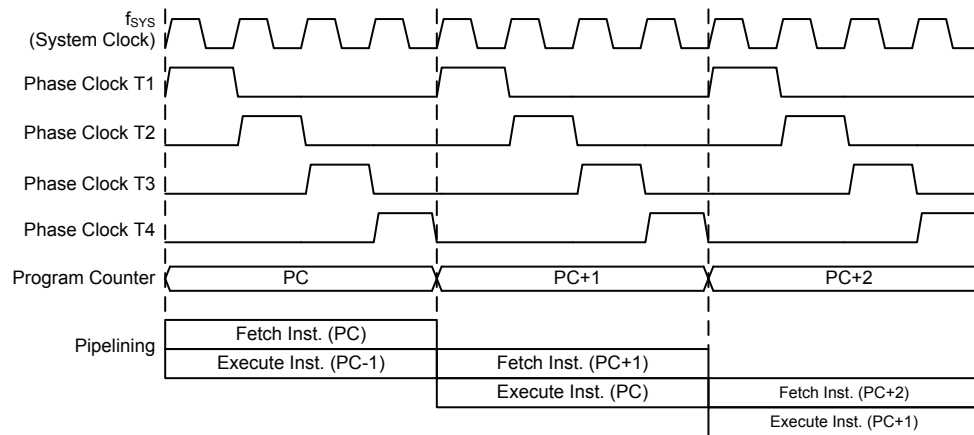 fSYS
(System Clock)
Phase Clock T1
Phase Clock T2
Phase Clock T3
Phase Clock T4
Program Counter PC PC+1 PC+2
Pipelining
Fetch Inst. (PC)
Execute Inst. (PC-1) Fetch Inst. (PC+1)
Execute Inst. (PC) Fetch Inst. (PC+2)
Execute Inst. (PC+1)